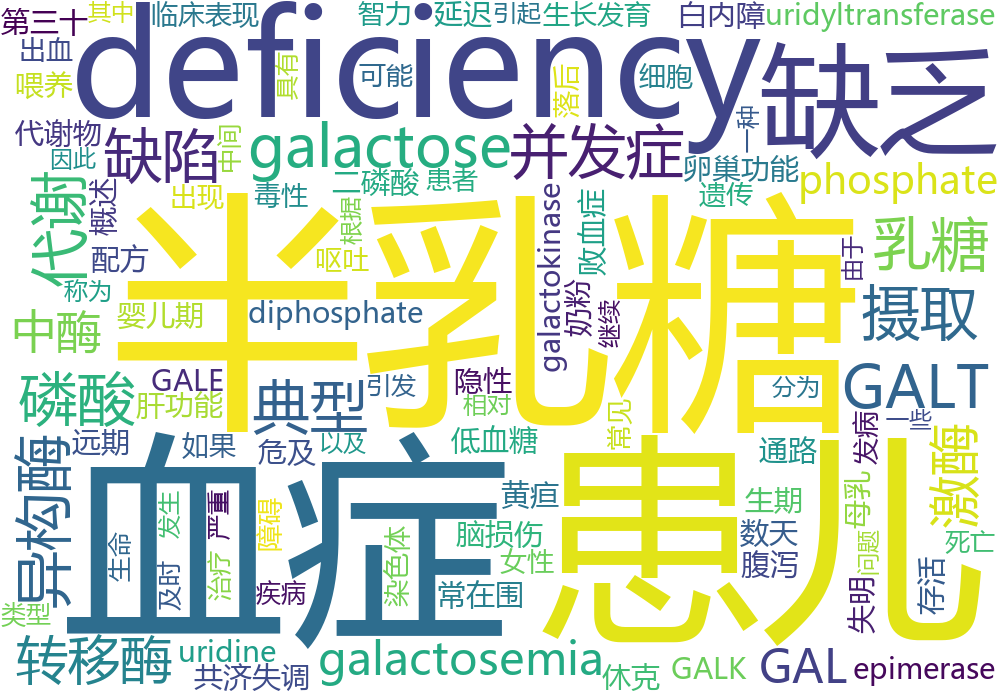 第三十
其中
临床表现
智力
延迟
引起
生长发育
白内障
uridyltransferase
出血
deficiency
缺乏
喂养
具有
可能
落后
细胞
代谢物
缺陷
中间
galactose
并发症
一种
卵巢功能
因此
代谢
概述
出现
毒性
二磷酸
患者
遗传
phosphate
根据
配方
呕吐
galactokinase
败血症
乳糖
由于
称为
半乳糖
奶粉
继续
摄取
中酶
婴儿期
diphosphate
磷酸
GALE
肝功能
典型
引发
隐性
相对
常见
分为
GALT
远期
如果
危及
以及
低血糖
通路
发病
一些
激酶
异构酶
血症
患儿
黄疸
生期
母乳
发生
严重
障碍
脑损伤
数天
问题
死亡
生命
及时
治疗
疾病
染色体
女性
常在围
腹泻
失明
存活
类型
转移酶
uridine
共济失调
galactosemia
休克
GALK
GAL
epimerase